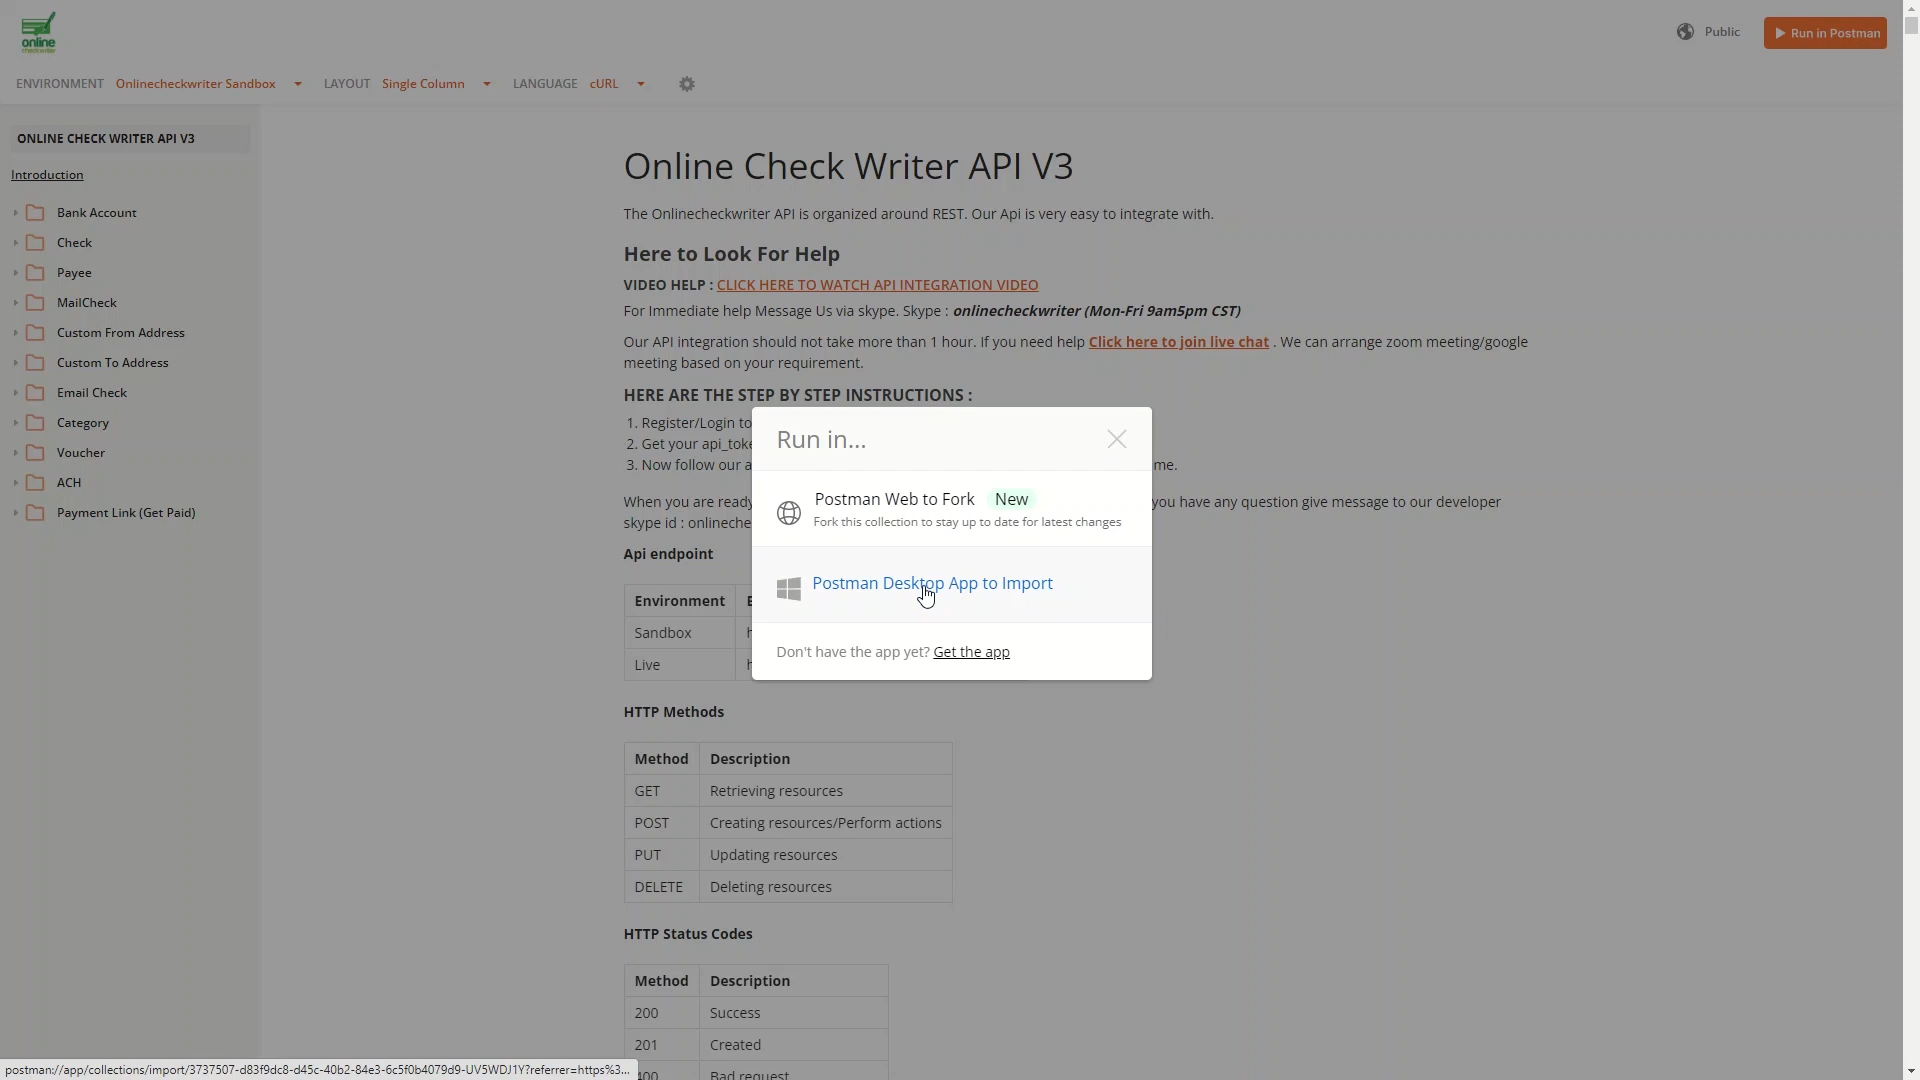 online
checkwriter
Public
Run in Postman
ENVIRONMENT Onlinecheckwriter Sandbox LAYOUT Single Column LANGUAGE cURL
ONLINE CHECK WRITER API V3
Introduction
Bank Account
Check
Payee
MailCheck
Custom From Address
Custom To Address
Email Check
Category
Voucher
ACH
Payment Link (Get Paid)
Online Check Writer API V3
The Onlinecheckwriter API is organized around REST. Our Api is very easy to integrate with.
Here to Look For Help
VIDEO HELP : CLICK HERE TO WATCH API INTEGRATION VIDEO
For Immediate help Message Us via skype. Skype : onlinecheckwriter (Mon-Fri 9am5pm CST)
Our API integration should not take more than 1 hour. If you need help Click here to join live chat . We can arrange zoom meeting/google
meeting based on your requirement.
HERE ARE THE STEP BY STEP INSTRUCTIONS :
1. Register/Login to
2. Get your api_toke
3. Now follow our a me.
When you are ready you have any question give message to our developer
skype id : onlineche
Run in...
Postman Web to Fork New
Fork this collection to stay up to date for latest changes
Postman Desktop App to Import
Don't have the app yet? Get the app
Api endpoint
Environment
Sandbox h
Live h
HTTP Methods
Method Description
GET Retrieving resources
POST Creating resources/Perform actions
PUT Updating resources
DELETE Deleting resources
HTTP Status Codes
Method Description
200 Success
201 Created
400 Bad request
postman://app/collections/import/3737507-d83f9dc8-d45c-40b2-84e3-6c5f0b4079d9-UV5WDJ1Y?referrer=https%3...